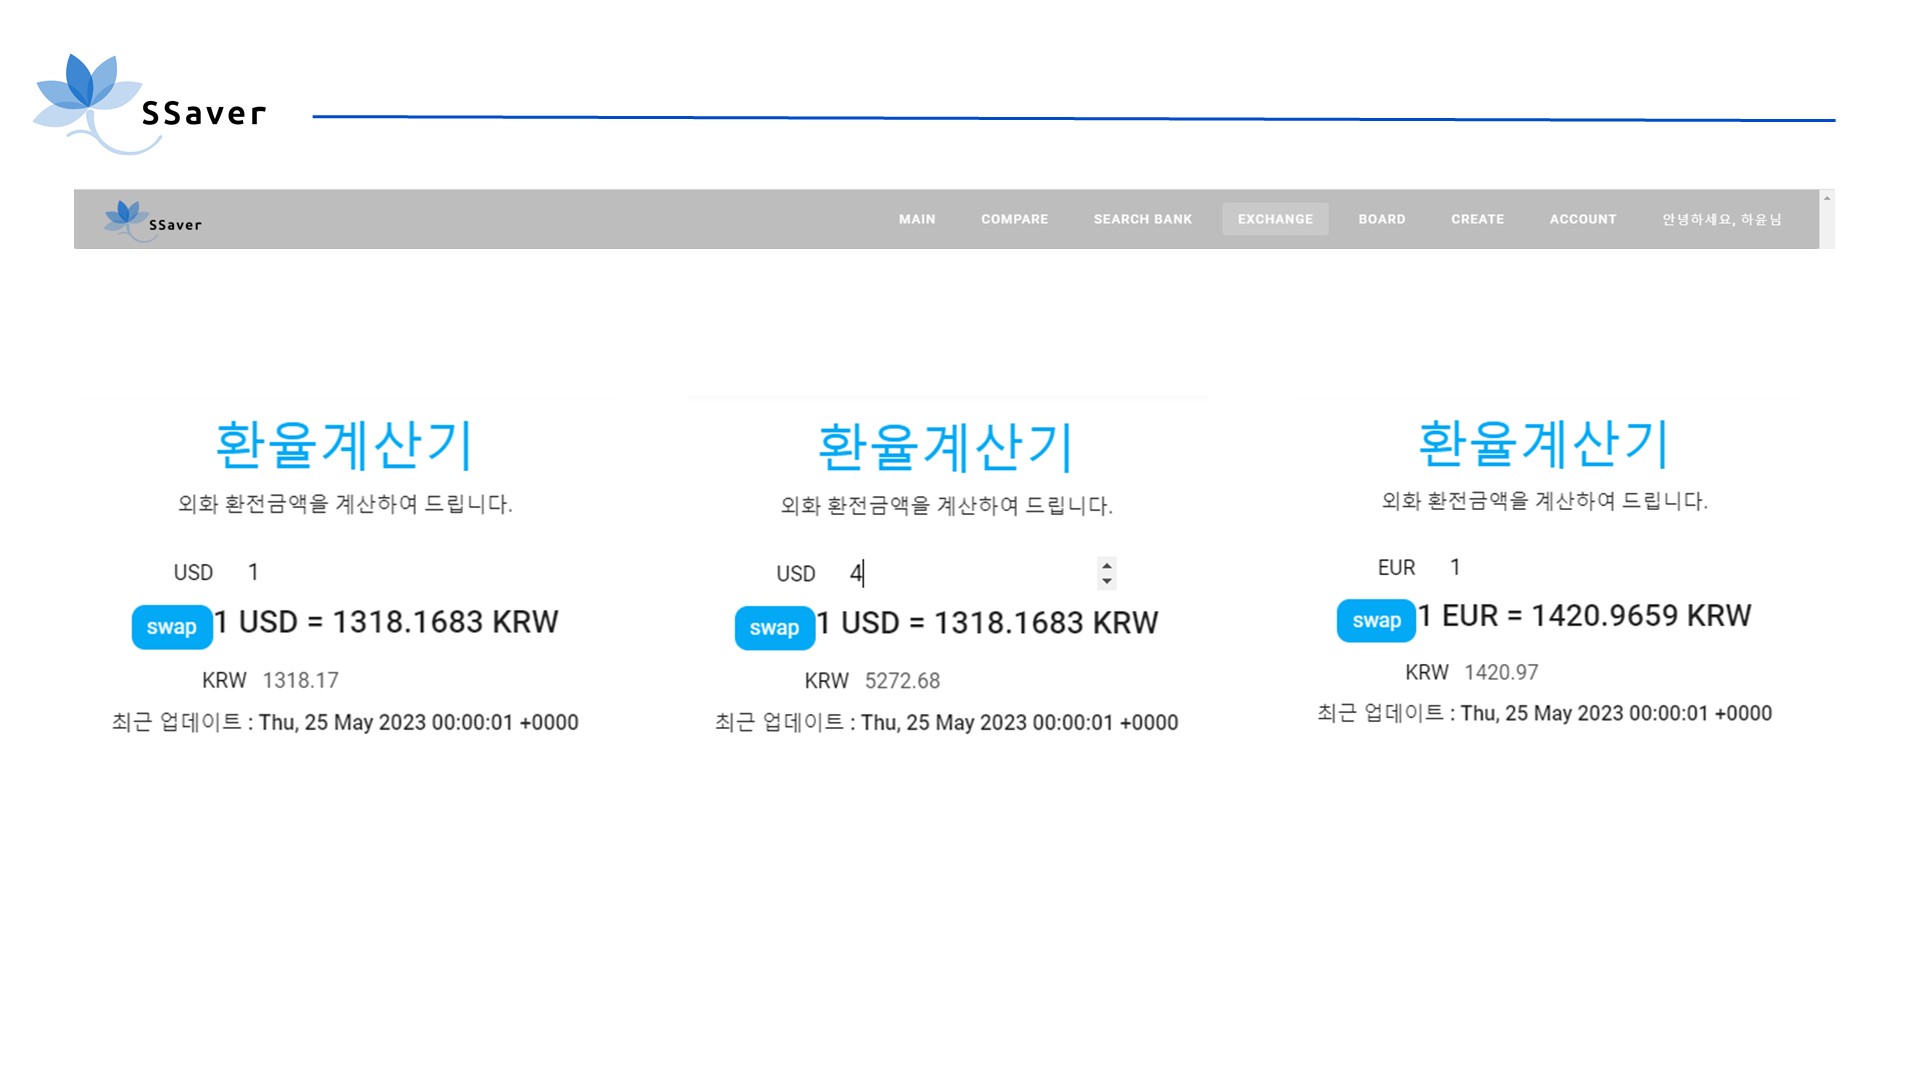 SSaver
SSaver
MAIN COMPARE SEARCH BANK EXCHANGE BOARD CREATE ACCOUNT 안녕하세요, 하윤님
환율계산기
외화 환전금액을 계산하여 드립니다.
USD 1
swap 1 USD = 1318.1683 KRW
KRW 1318.17
최근 업데이트 : Thu, 25 May 2023 00:00:01 +0000
환율계산기
외화 환전금액을 계산하여 드립니다.
USD 4
swap 1 USD = 1318.1683 KRW
KRW 5272.68
최근 업데이트 : Thu, 25 May 2023 00:00:01 +0000
환율계산기
외화 환전금액을 계산하여 드립니다.
EUR 1
swap 1 EUR = 1420.9659 KRW
KRW 1420.97
최근 업데이트 : Thu, 25 May 2023 00:00:01 +0000